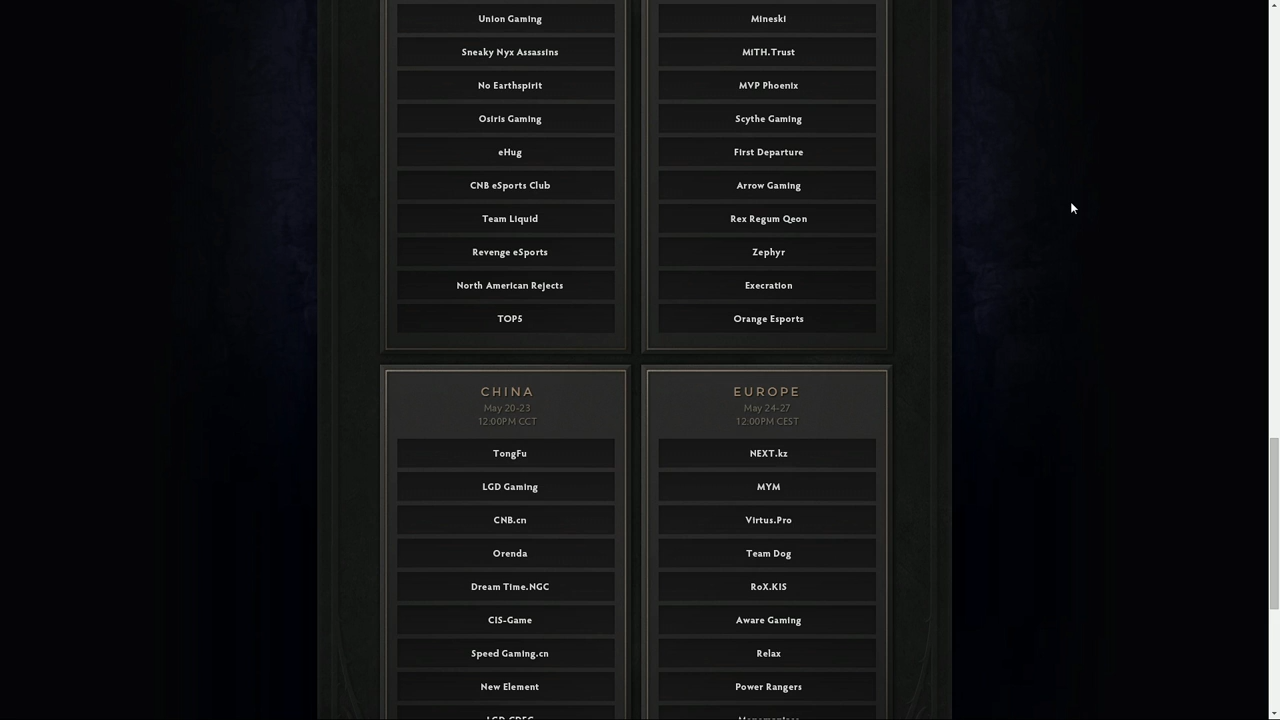 Union Gaming
Sneaky Nyx Assassins
No Earthspirit
Osiris Gaming
eHug
CNB eSports Club
Team Liquid
Revenge eSports
North American Rejects
TOP5
Mineski
MiTH.Trust
MVP Phoenix
Scythe Gaming
First Departure
Arrow Gaming
Rex Regum Qeon
Zephyr
Execration
Orange Esports
CHINA
May 20-23
12:00PM CCT
TongFu
LGD Gaming
CNB.cn
Orenda
Dream Time.NGC
CIS-Game
Speed Gaming.cn
New Element
EUROPE
May 24-27
12:00PM CEST
NEXT.kz
MYM
Virtus.Pro
Team Dog
RoX.KIS
Aware Gaming
Relax
Power Rangers